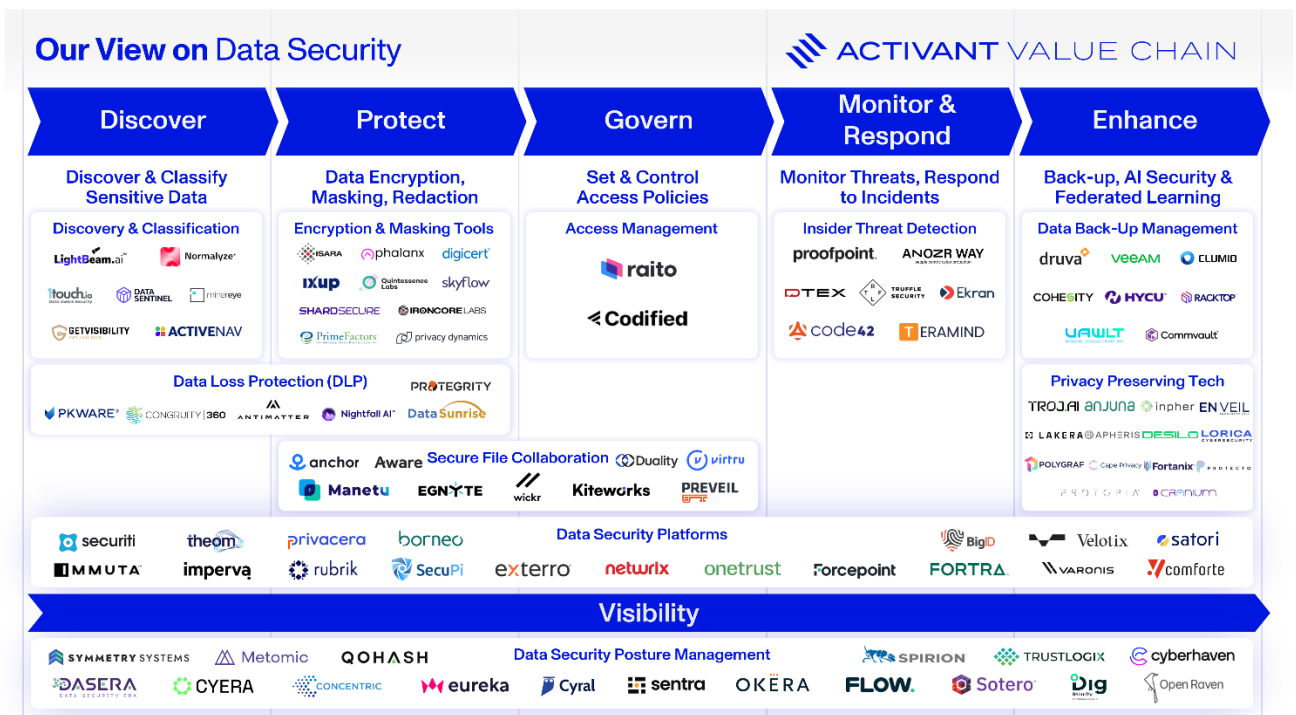 Our View on Data Security
ACTIVANT VALUE CHAIN
Discover
Protect
Govern
Monitor &
Respond
Enhance
Discover & Classify
Sensitive Data
Data Encryption,
Masking, Redaction
Set & Control
Access Policies
Monitor Threats, Respond
to Incidents
Back-up, AI Security &
Federated Learning
Discovery & Classification
LightBeam.ai
Normalyze
1touch.io
DATA
SENTINEL
minereye
GETVISIBILITY
ACTIVENAV
Encryption & Masking Tools
ISARA
phalanx
digicert
IXUP
Quintessence
Labs
skyflow
SHARDSECURE
IRONCORE LABS
PrimeFactors
privacy dynamics
Access Management
raito
Codified
Insider Threat Detection
proofpoint.
ANOZR WAY
DTEX
TRUFFLE
SECURITY
Ekran
code42
TERAMIND
Data Back-Up Management
druva
veeAM
CLUMIO
COHESITY
HYCU
RACKTOP
VAWLT
Commvault
Data Loss Protection (DLP)
PROTEGRITY
PKWARE
CONGRUITY|360
ANTIMATTER
Nightfall AI
DataSunrise
Privacy Preserving Tech
TROJ.AI
anjuna
inpher
ENVEIL
LAKERA
APHERIS
DESILO
LORICA
CYBERSECURITY
POLYGRAF
Cape Privacy
Fortanix
PROTECTO
PROTOPIA
CRANIUM
anchor
Aware
Secure File Collaboration
Duality
virtru
Manetu
EGNYTE
wickr
Kiteworks
PREVEIL
securiti
theom
privacera
borneo
Data Security Platforms
BigID
Velotix
satori
IMMUTA
imperva
rubrik
SecuPi
exterro
netwrix
onetrust
Forcepoint
FORTRA
VARONIS
comforte
Visibility
SYMMETRY SYSTEMS
Metomic
QOHASH
Data Security Posture Management
SPIRION
TRUSTLOGIX
cyberhaven
DASERA
CYERA
CONCENTRIC
eureka
Cyral
sentra
OKERA
FLOW.
Sotero
Dig
Security
Open Raven